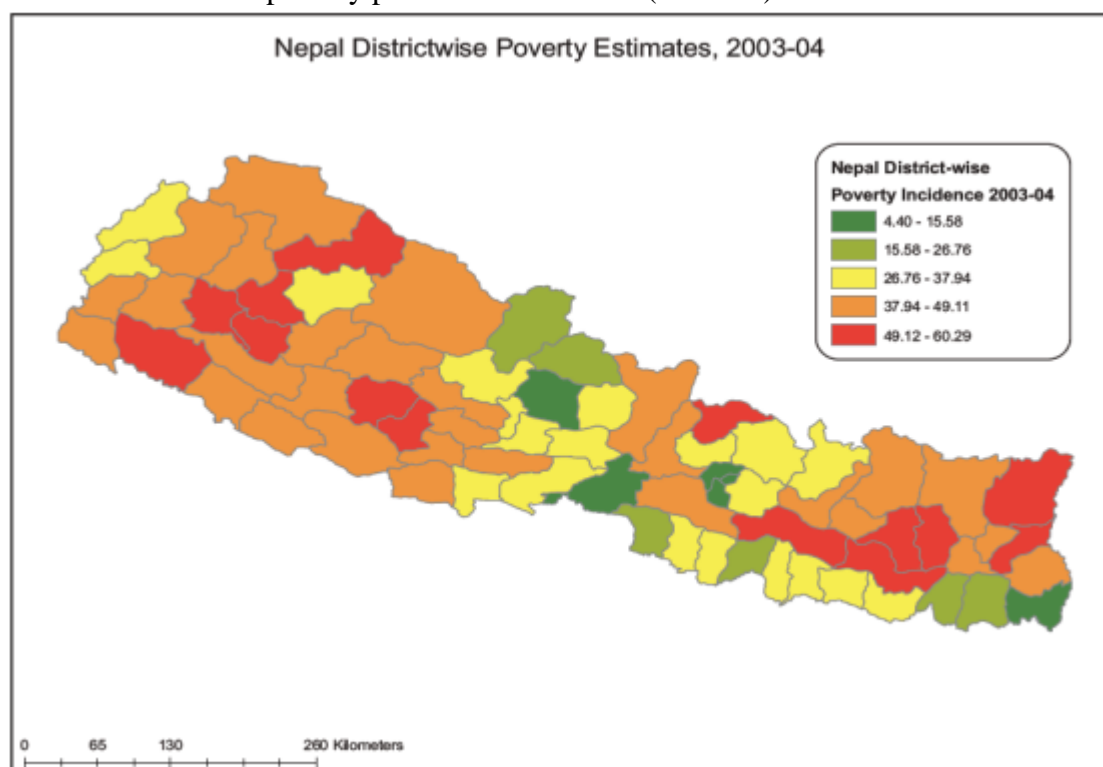 Nepal Districtwise Poverty Estimates, 2003-04
Nepal District-wise
Poverty Incidence 2003-04
4.40 - 15.58
15.58 - 26.76
26.76 - 37.94
37.94 - 49.11
49.12 - 60.29
0 65 130 260 Kilometers